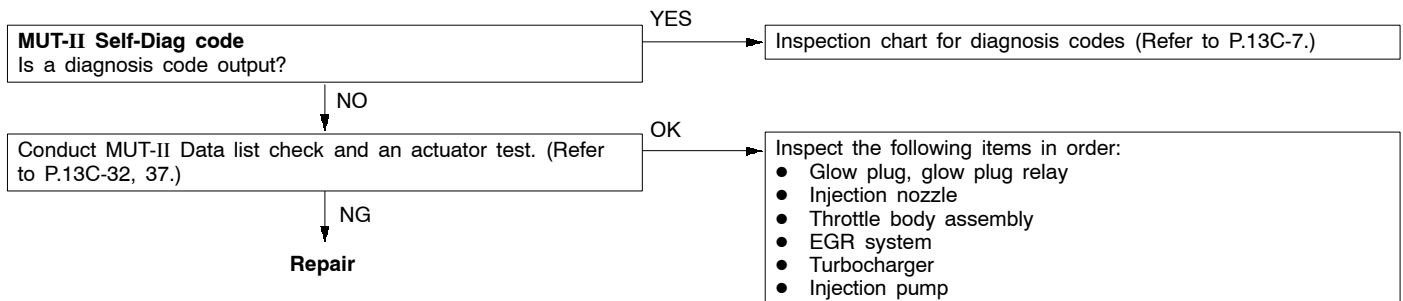 YES
MUT-II Self-Diag code
Is a diagnosis code output?
Inspection chart for diagnosis codes (Refer to P.13C-7.)
NO
OK
Conduct MUT-II Data list check and an actuator test. (Refer
to P.13C-32, 37.)
Inspect the following items in order:
● Glow plug, glow plug relay
● Injection nozzle
● Throttle body assembly
● EGR system
● Turbocharger
● Injection pump
NG
Repair